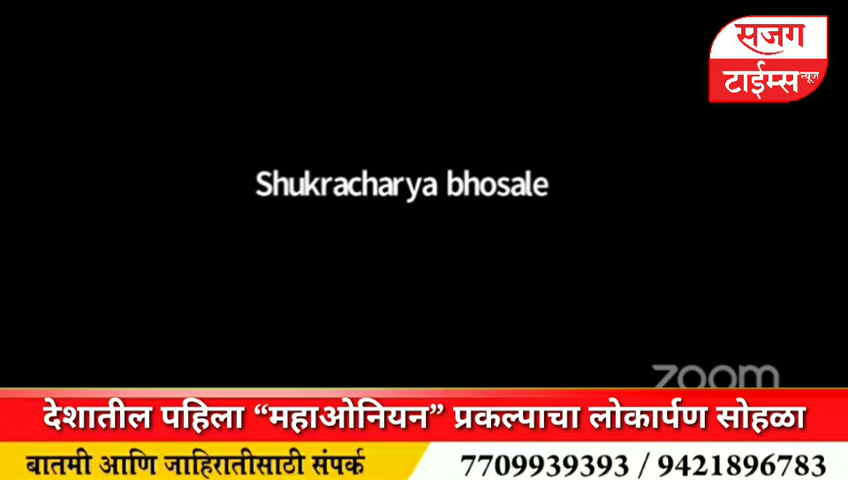 सजग
टाईम्स न्यूज
Shukracharya bhosale
zoom
देशातील पहिला “महाओनियन” प्रकल्पाचा लोकार्पण सोहळा
बातमी आणि जाहिरातीसाठी संपर्क 7709939393 / 9421896783